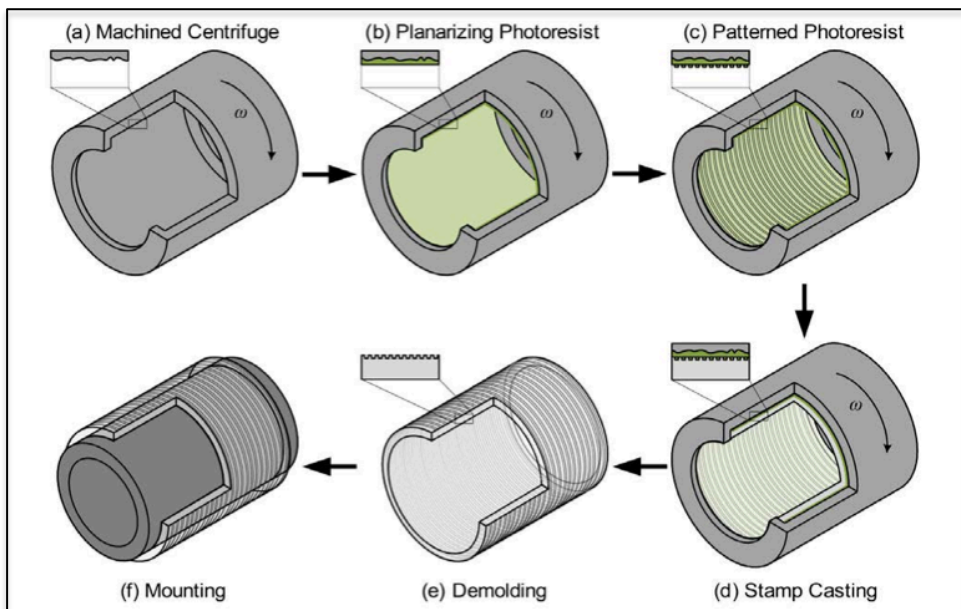 (a) Machined Centrifuge
(b) Planarizing Photoresist
(c) Patterned Photoresist
ω
ω
ω
ω
(f) Mounting
(e) Demolding
(d) Stamp Casting